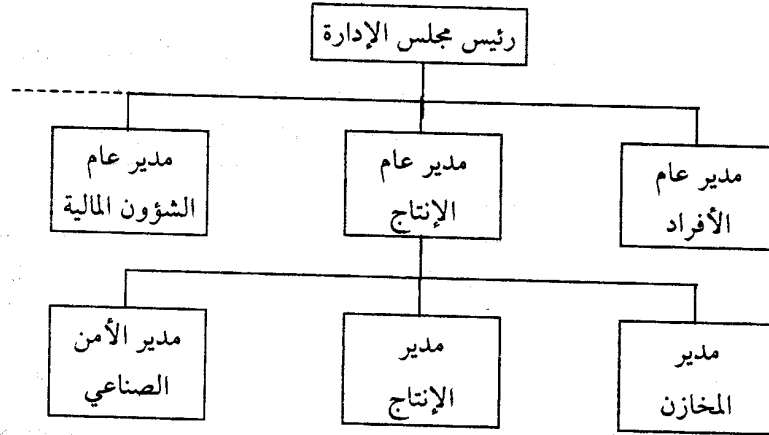 رئيس مجلس الإدارة
مدير عام
الأفراد
مدير عام
الإنتاج
مدير عام
الشؤون المالية
مدير
المخازن
مدير
الإنتاج
مدير الأمن
الصناعي